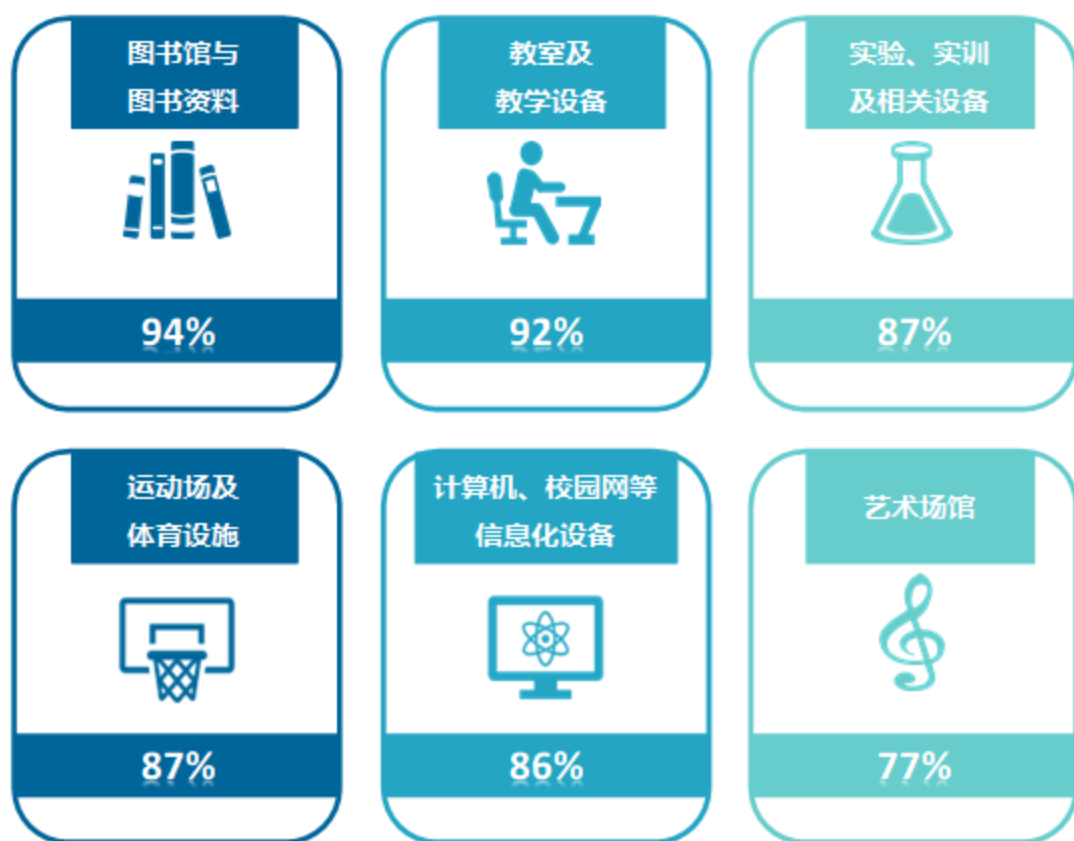 图书馆与
图书资料
94%
教室及
教学设备
92%
实验、实训
及相关设备
87%
运动场及
体育设施
87%
计算机、校园网等
信息化设备
86%
艺术场馆
77%